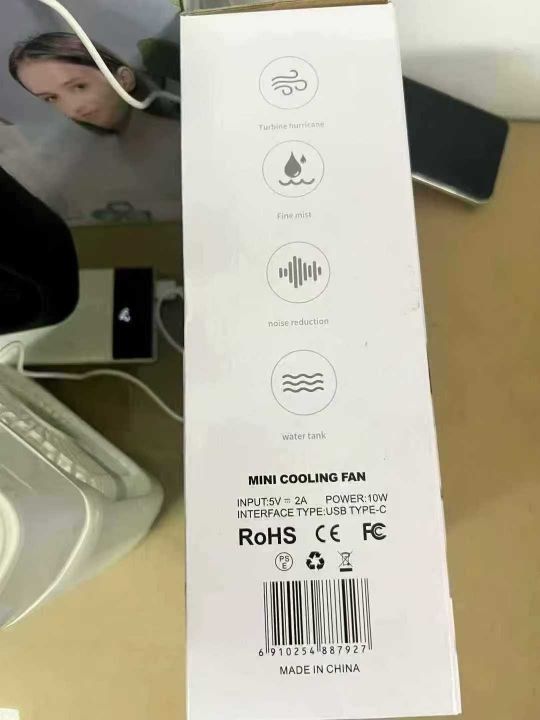 Turbine hurricane
Fine mist
noise reduction
water tank
MINI COOLING FAN
INPUT:5V⎓2A POWER:10W
INTERFACE TYPE:USB TYPE-C
RoHS CE FC
PS
E
6 910254 887927
MADE IN CHINA